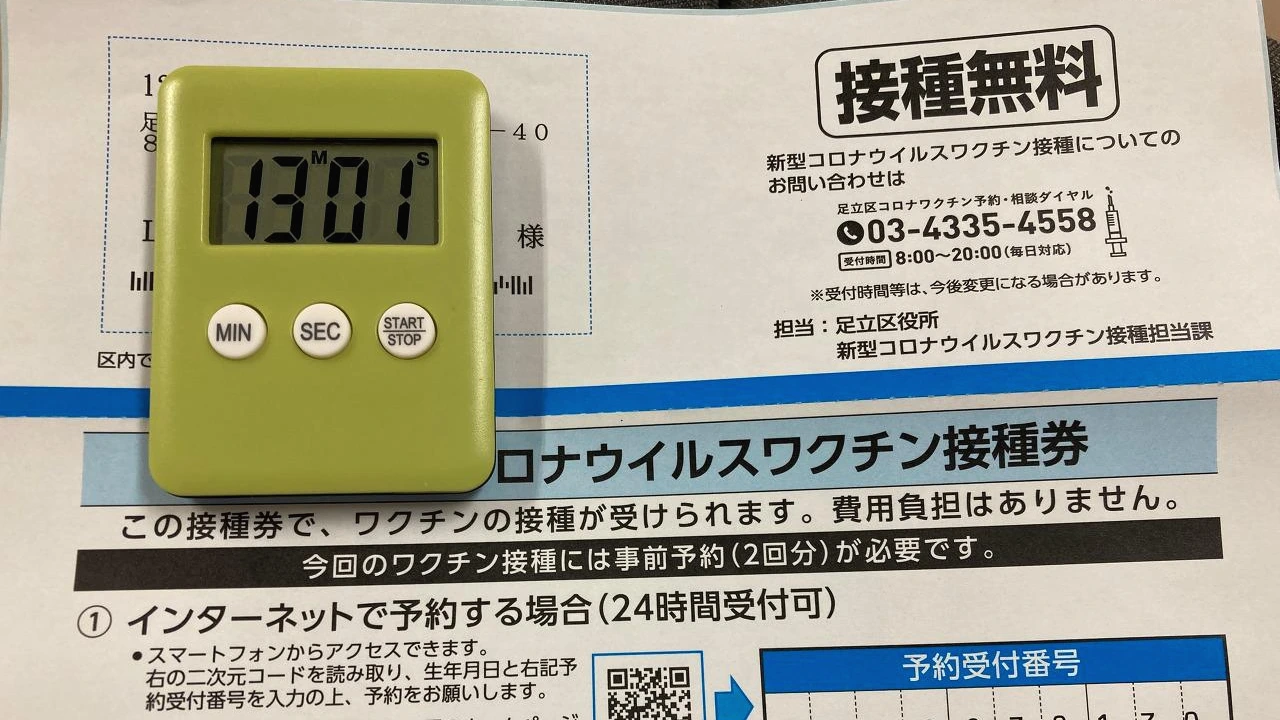 足
－４０
様
区内で
接種無料
新型コロナウイルスワクチン接種についての
お問い合わせは
足立区コロナワクチン予約・相談ダイヤル
03-4335-4558
受付時間 8:00〜20:00(毎日対応)
※受付時間等は、今後変更になる場合があります。
担当：足立区役所
新型コロナウイルスワクチン接種担当課
M S
13 01
MIN SEC START STOP
ロナウイルスワクチン接種券
この接種券で、ワクチンの接種が受けられます。費用負担はありません。
今回のワクチン接種には事前予約(2回分)が必要です。
① インターネットで予約する場合(24時間受付可)
●スマートフォンからアクセスできます。
右の二次元コードを読み取り、生年月日と右記予
約受付番号を入力の上、予約をお願いします。
予約受付番号